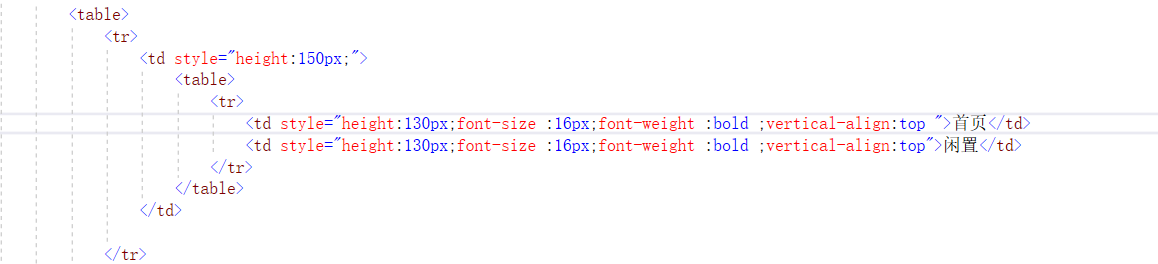 <table>
<tr>
<td style="height:150px;">
<table>
<tr>
<td style="height:130px;font-size :16px;font-weight :bold ;vertical-align:top ">首页</td>
<td style="height:130px;font-size :16px;font-weight :bold ;vertical-align:top">闲置</td>
</tr>
</table>
</td>
</tr>